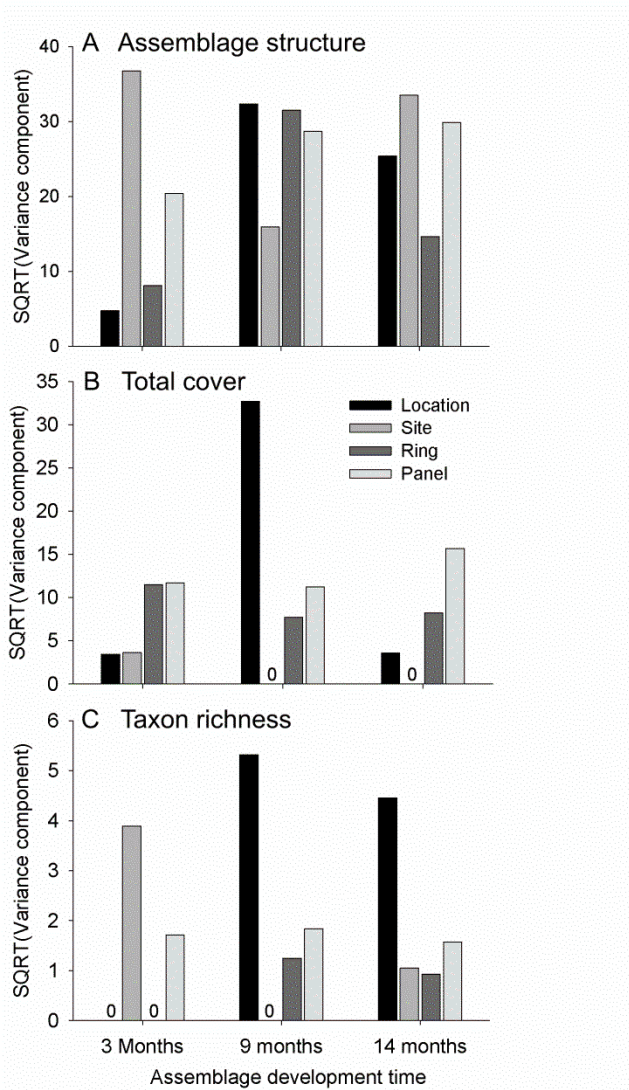 A Assemblage structure
SQRT(Variance component)
40
30
20
10
0
B Total cover
SQRT(Variance component)
35
30
25
20
15
10
5
0
Location
Site
Ring
Panel
0
0
C Taxon richness
SQRT(Variance component)
6
5
4
3
2
1
0
0 0 0
3 Months 9 months 14 months
Assemblage development time